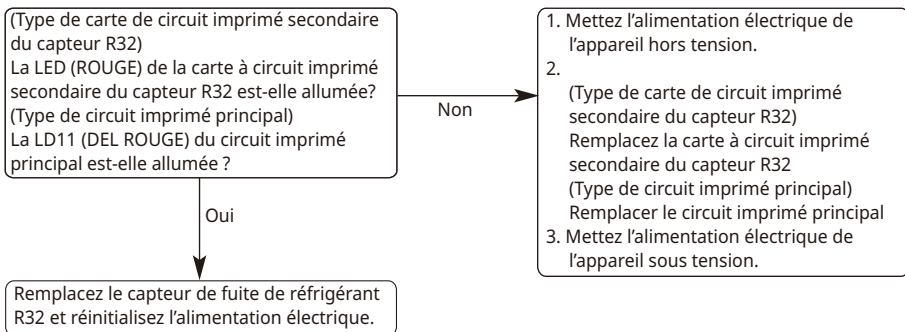 (Type de carte de circuit imprimé secondaire
du capteur R32)
La LED (ROUGE) de la carte à circuit imprimé
secondaire du capteur R32 est-elle allumée?
(Type de circuit imprimé principal)
La LD11 (DEL ROUGE) du circuit imprimé
principal est-elle allumée ?
Non
1. Mettez l’alimentation électrique de
l’appareil hors tension.
2.
(Type de carte de circuit imprimé
secondaire du capteur R32)
Remplacez la carte à circuit imprimé
secondaire du capteur R32
(Type de circuit imprimé principal)
Remplacer le circuit imprimé principal
3. Mettez l’alimentation électrique de
l’appareil sous tension.
Oui
Remplacez le capteur de fuite de réfrigérant
R32 et réinitialisez l’alimentation électrique.